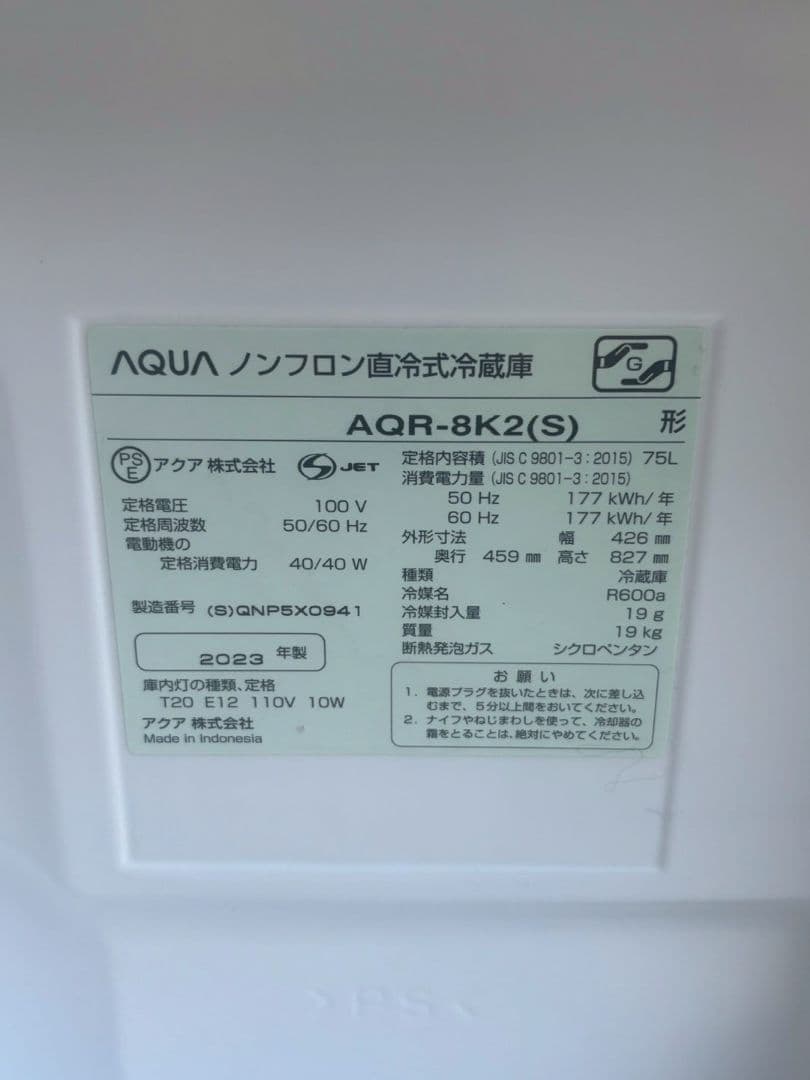 AQUA ノンフロン直冷式冷蔵庫
G
AQR-8K2(S) 形
PSE アクア 株式会社 S JET
定格電圧 100 V
定格周波数 50/60 Hz
電動機の
定格消費電力 40/40 W
製造番号 (S)QNP5X0941
2023 年製
庫内灯の種類、定格
T20 E12 110V 10W
アクア 株式会社
Made in Indonesia
定格内容積 (JIS C 9801-3:2015) 75L
消費電力量 (JIS C 9801-3:2015)
50 Hz 177 kWh/年
60 Hz 177 kWh/年
外形寸法 幅 426 mm
奥行 459 mm 高さ 827 mm
種類 冷蔵庫
冷媒名 R600a
冷媒封入量 19 g
質量 19 kg
断熱発泡ガス シクロペンタン
お 願 い
1. 電源プラグを抜いたときは、次に差し込
むまで、5分以上間をおいてください。
2. ナイフやねじまわしを使って、冷却器の
霜をとることは、絶対にやめてください。
>PS<